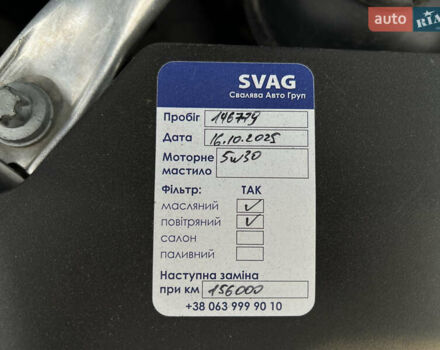 auto RIA
SVAG
Свалява Авто Груп
Пробіг 146779
Дата 16.10.2025
Моторне 5w30
мастило
Фільтр: ТАК
масляний ✓
повітряний ✓
салон
паливний
Наступна заміна
при км 156000
+38 063 999 90 10